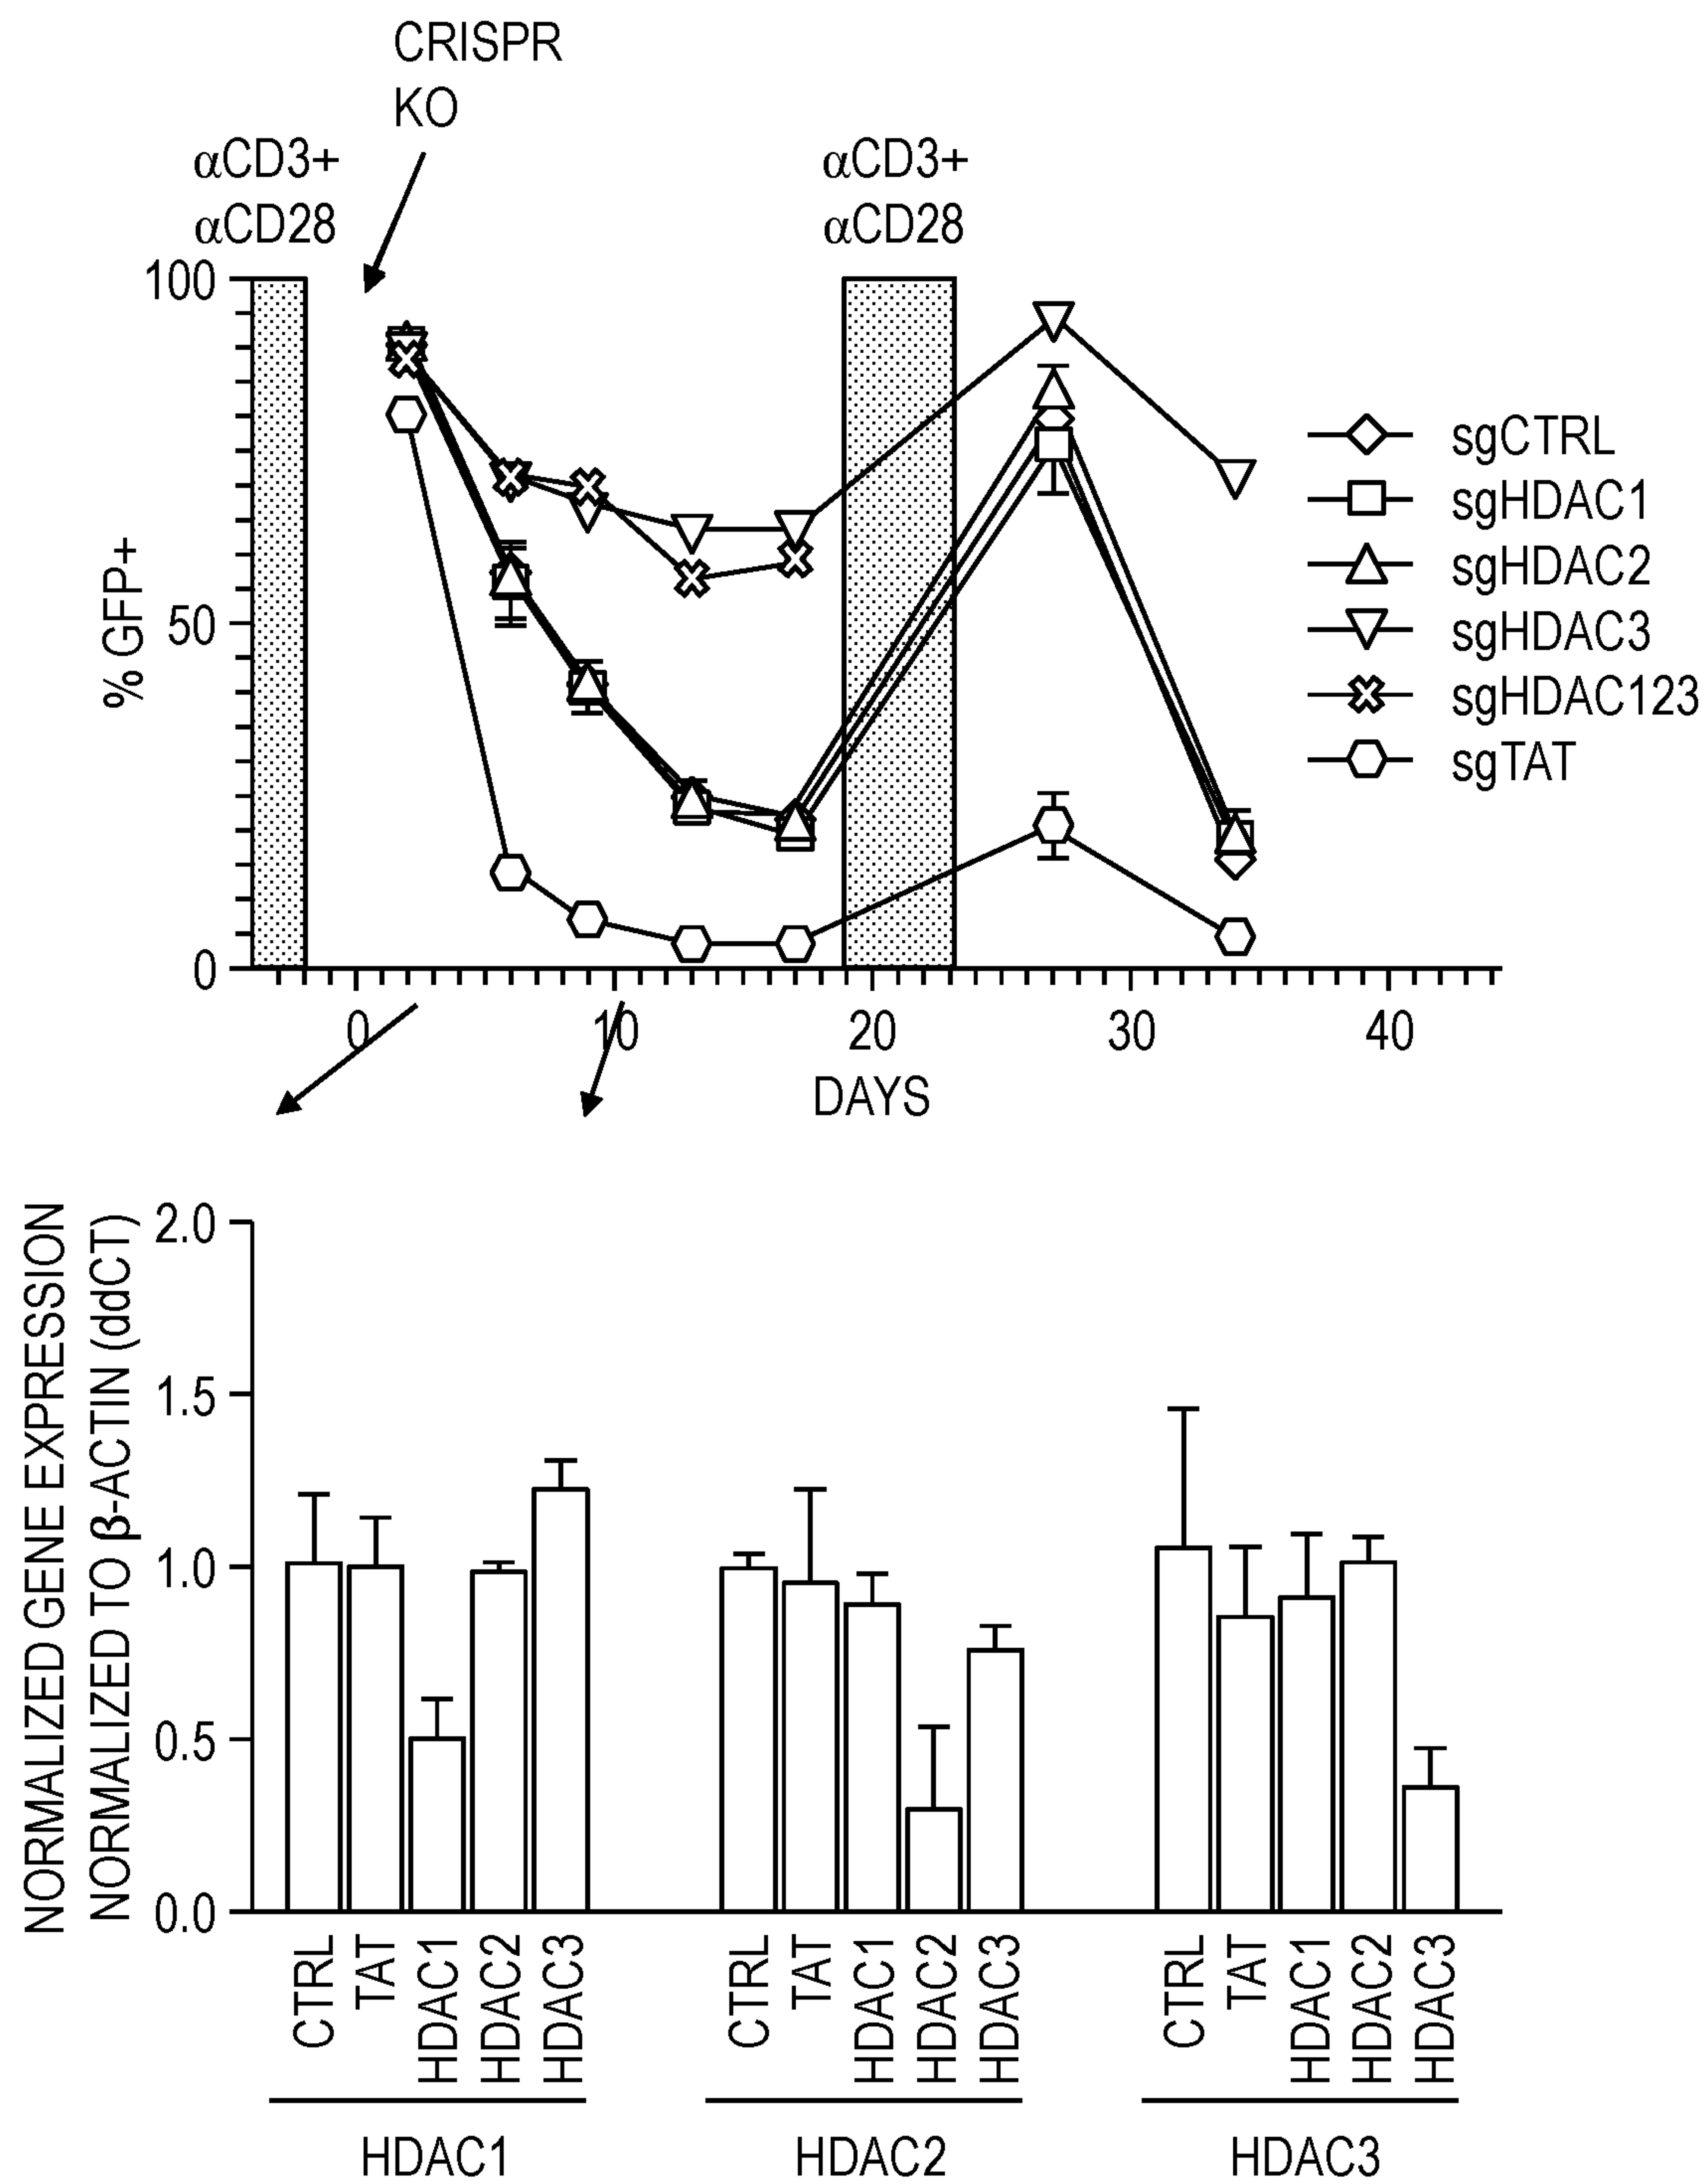 CRISPR
KO
αCD3+
αCD28
αCD3+
αCD28
100
50
0
% GFP+
0
10
20
30
40
DAYS
sgCTRL
sgHDAC1
sgHDAC2
sgHDAC3
sgHDAC123
sgTAT
NORMALIZED GENE EXPRESSION
NORMALIZED TO β-ACTIN (ddCT)
2.0
1.5
1.0
0.5
0.0
CTRL
TAT
HDAC1
HDAC2
HDAC3
CTRL
TAT
HDAC1
HDAC2
HDAC3
CTRL
TAT
HDAC1
HDAC2
HDAC3
HDAC1
HDAC2
HDAC3